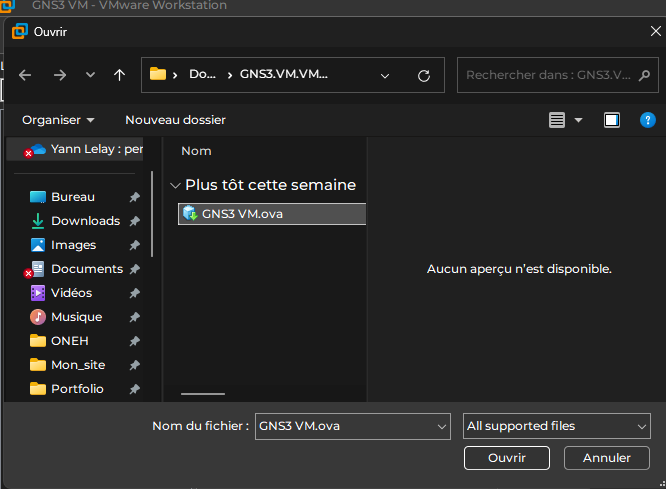 GNS3 VM - VMware Workstation
Ouvrir
Do... GNS3.VM.VM...
Rechercher dans : GNS3.V...
Organiser
Nouveau dossier
Yann Lelay : per
Bureau
Downloads
Images
Documents
Vidéos
Musique
ONEH
Mon_site
Portfolio
Nom
Plus tôt cette semaine
GNS3 VM.ova
Aucun aperçu n'est disponible.
Nom du fichier : GNS3 VM.ova
All supported files
Ouvrir
Annuler